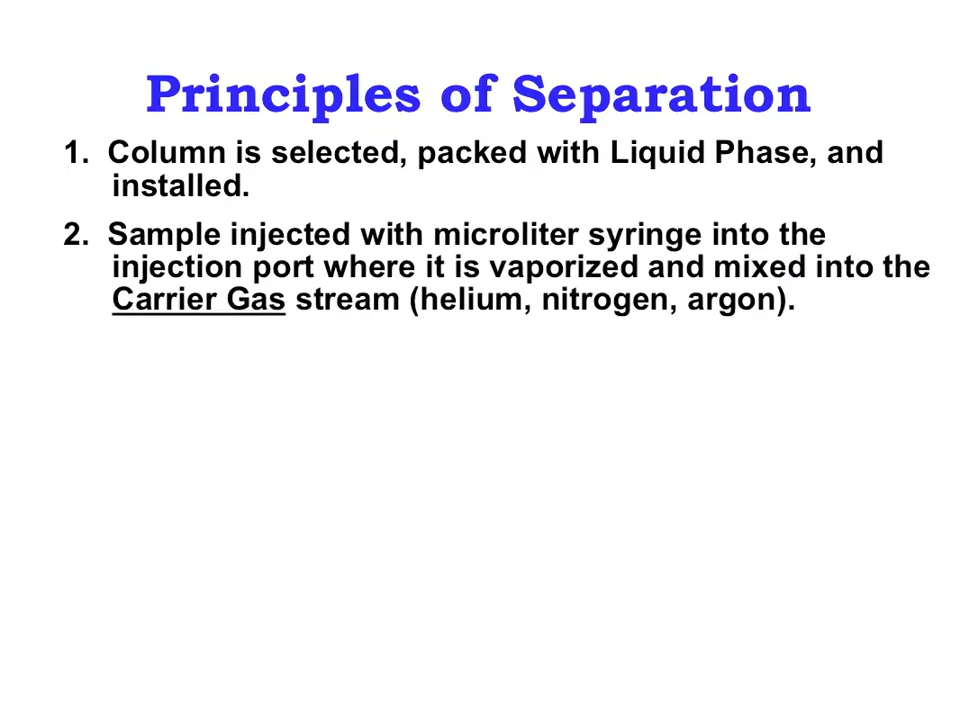 Principles of Separation
1. Column is selected, packed with Liquid Phase, and
installed.
2. Sample injected with microliter syringe into the
injection port where it is vaporized and mixed into the
Carrier Gas stream (helium, nitrogen, argon).